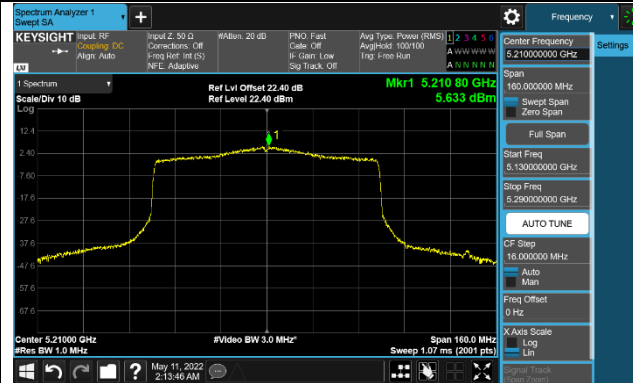 Spectrum Analyzer 1
Swept SA
Frequency
KEYSIGHT
Input: RF
Coupling: DC
Align: Auto
Input Z: 50 Ω
Corrections: Off
Freq Ref: Int (S)
NFE: Adaptive
#Atten: 20 dB
PNO: Fast
Gate: Off
IF Gain: Low
Sig Track: Off
Avg Type: Power (RMS)
Avg|Hold: 100/100
Trig: Free Run
1 2 3 4 5 6
A W W W W W
A N N N N N
LXI
Center Frequency
5.210000000 GHz
Settings
Span
160.000000 MHz
Swept Span
Zero Span
Full Span
Start Freq
5.130000000 GHz
Stop Freq
5.290000000 GHz
AUTO TUNE
CF Step
16.000000 MHz
Auto
Man
Freq Offset
0 Hz
X Axis Scale
Log
Lin
Signal Track
(Span Zoom)
1 Spectrum
Scale/Div 10 dB
Log
Ref Lvl Offset 22.40 dB
Ref Level 22.40 dBm
Mkr1 5.210 80 GHz
5.633 dBm
1
12.4
2.40
-7.60
-17.6
-27.6
-37.6
-47.6
-57.6
-67.6
Center 5.21000 GHz
#Res BW 1.0 MHz
#Video BW 3.0 MHz*
Span 160.0 MHz
Sweep 1.07 ms (2001 pts)
May 11, 2022
2:13:46 AM